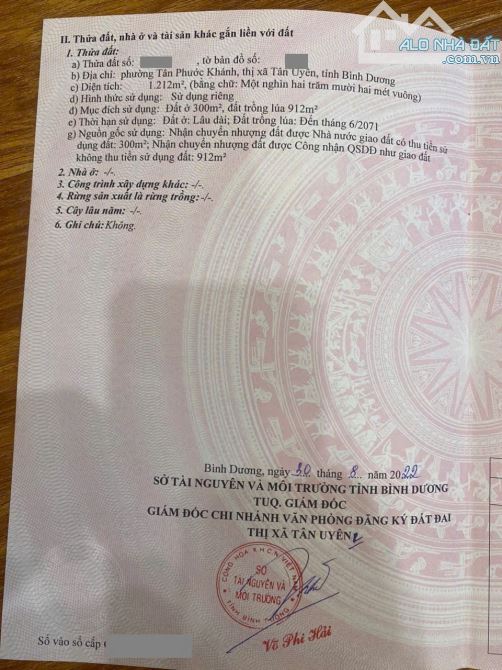 ALO NHÀ ĐẤT
II. Thửa đất, nhà ở và tài sản khác gắn liền với đất
1. Thửa đất:
a) Thửa đất số: , tờ bản đồ số:
b) Địa chỉ: phường Tân Phước Khánh, thị xã Tân Uyên, tỉnh Bình Dương
c) Diện tích: 1.212m², (bằng chữ: Một nghìn hai trăm mười hai mét vuông)
d) Hình thức sử dụng: Sử dụng riêng
đ) Mục đích sử dụng: Đất ở 300m², đất trồng lúa 912m²
e) Thời hạn sử dụng: Đất ở: Lâu dài; Đất trồng lúa: Đến tháng 6/2071
g) Nguồn gốc sử dụng: Nhận chuyển nhượng đất được Nhà nước giao đất có thu tiền sử
dụng đất: 300m²; Nhận chuyển nhượng đất được Công nhận QSDĐ như giao đất
không thu tiền sử dụng đất: 912m²
2. Nhà ở: -/-
3. Công trình xây dựng khác: -/-
4. Rừng sản xuất là rừng trồng: -/-
5. Cây lâu năm: -/-
6. Ghi chú: Không.
Bình Dương, ngày 30 tháng 8 năm 2022
SỞ TÀI NGUYÊN VÀ MÔI TRƯỜNG TỈNH BÌNH DƯƠNG
TUQ. GIÁM ĐỐC
GIÁM ĐỐC CHI NHÁNH VĂN PHÒNG ĐĂNG KÝ ĐẤT ĐAI
THỊ XÃ TÂN UYÊN
CỘNG HÒA X.H.C.N VIỆT NAM
SỞ
TÀI NGUYÊN VÀ
MÔI TRƯỜNG
TỈNH BÌNH DƯƠNG
Võ Phi Hải
Số vào sổ cấp